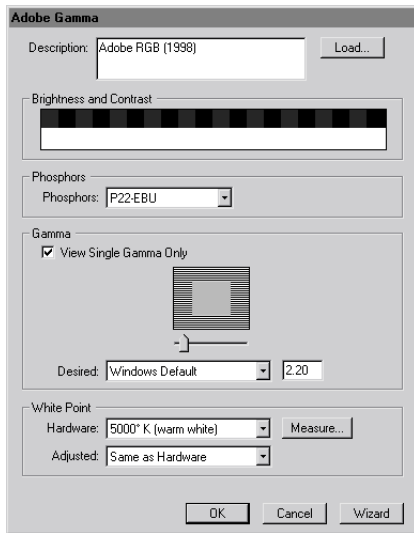 Adobe Gamma
Description: Adobe RGB (1998) Load...
Brightness and Contrast
Phosphors
Phosphors: P22-EBU
Gamma
View Single Gamma Only
Desired: Windows Default 2.20
White Point
Hardware: 5000° K (warm white) Measure...
Adjusted: Same as Hardware
OK Cancel Wizard